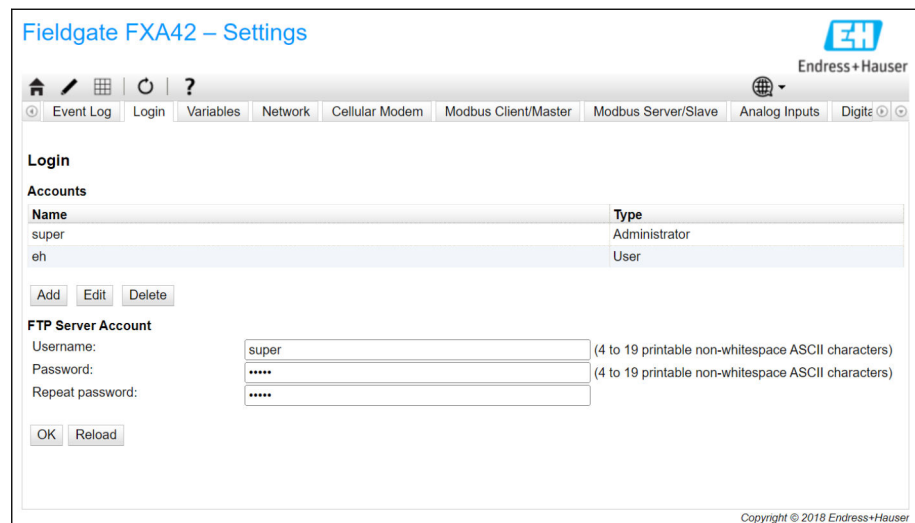 Fieldgate FXA42 – Settings
EH
Endress+Hauser
?
Event Log Login Variables Network Cellular Modem Modbus Client/Master Modbus Server/Slave Analog Inputs Digita
Login
Accounts
Name Type
super Administrator
eh User
Add Edit Delete
FTP Server Account
Username: super (4 to 19 printable non-whitespace ASCII characters)
Password: ••••• (4 to 19 printable non-whitespace ASCII characters)
Repeat password: •••••
OK Reload
Copyright © 2018 Endress+Hauser